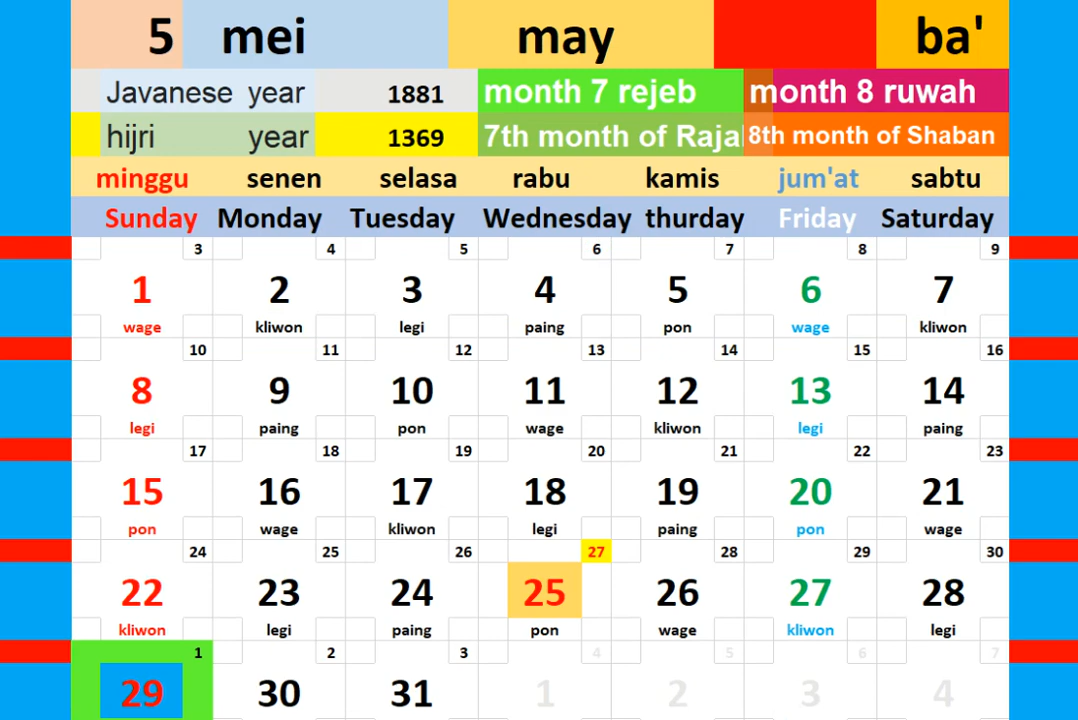 5 mei may ba'
Javanese year 1881 month 7 rejeb month 8 ruwah
hijri year 1369 7th month of Raja 8th month of Shaban
minggu senen selasa rabu kamis jum'at sabtu
Sunday Monday Tuesday Wednesday thurday Friday Saturday
3 4 5 6 7 8 9
1 2 3 4 5 6 7
wage kliwon legi paing pon wage kliwon
10 11 12 13 14 15 16
8 9 10 11 12 13 14
legi paing pon wage kliwon legi paing
17 18 19 20 21 22 23
15 16 17 18 19 20 21
pon wage kliwon legi paing pon wage
24 25 26 27 28 29 30
22 23 24 25 26 27 28
kliwon legi paing pon wage kliwon legi
1 2 3 4 5 6 7
29 30 31 1 2 3 4